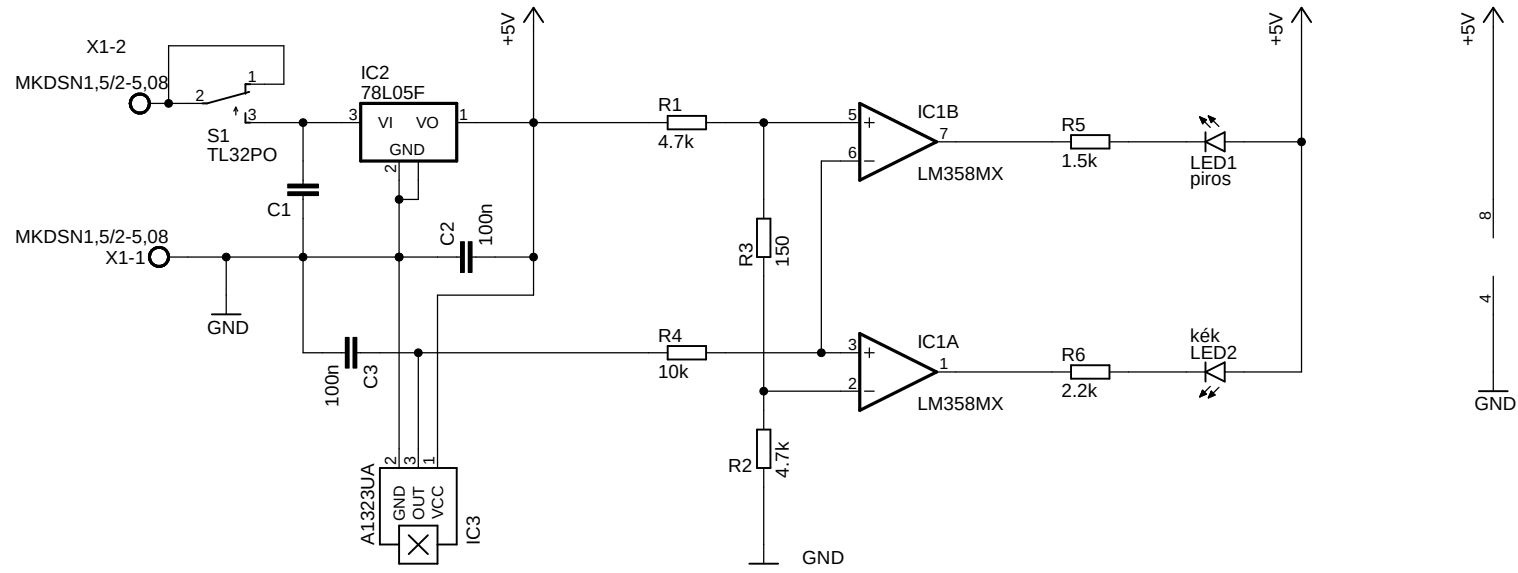 X1-2
MKDSN1,5/2-5,08
2
1
3
S1
TL32PO
C1
MKDSN1,5/2-5,08
X1-1
GND
IC2
78L05F
3
VI
VO
1
GND
2
+5V
C2
100n
100n
C3
A1323UA
2
3
1
GND
OUT
VCC
IC3
R1
4.7k
R3
150
R4
10k
R2
4.7k
GND
5
+
6
−
IC1B
7
LM358MX
3
+
2
−
IC1A
1
LM358MX
R5
1.5k
LED1
piros
R6
2.2k
kék
LED2
+5V
+5V
8
4
GND